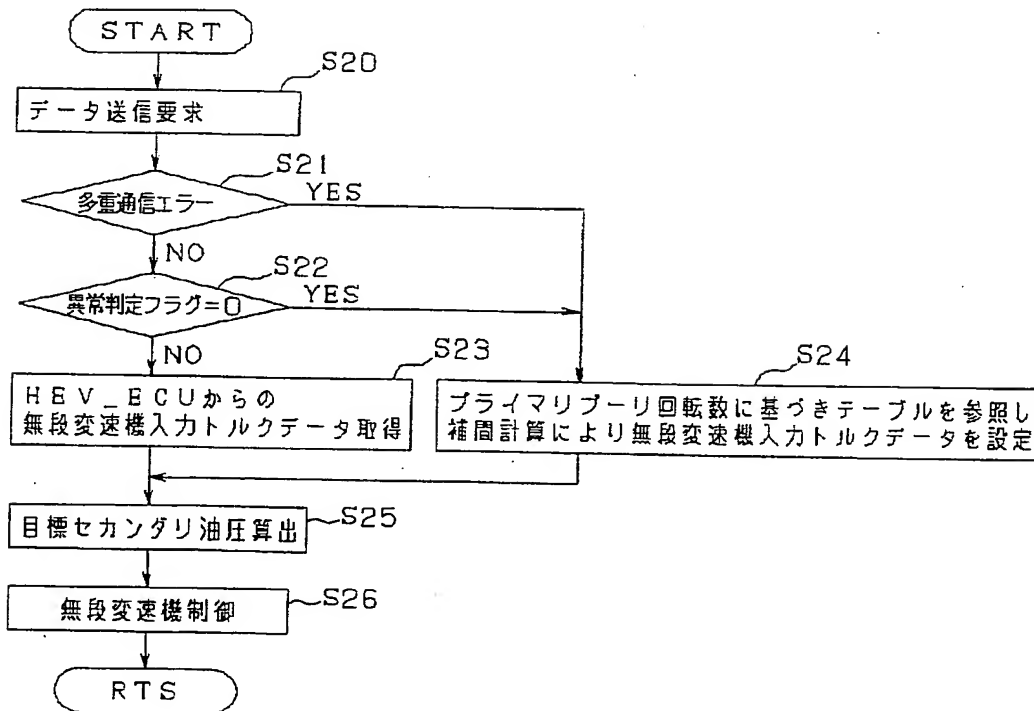 START
S20
データ送信要求
S21
多重通信エラー
YES
NO
S22
異常判定フラグ=0
YES
NO
S23
HEV_ECUからの
無段変速機入力トルクデータ取得
S24
プライマリプーリ回転数に基づきテーブルを参照し
補間計算により無段変速機入力トルクデータを設定
目標セカンダリ油圧算出
S25
無段変速機制御
S26
RTS